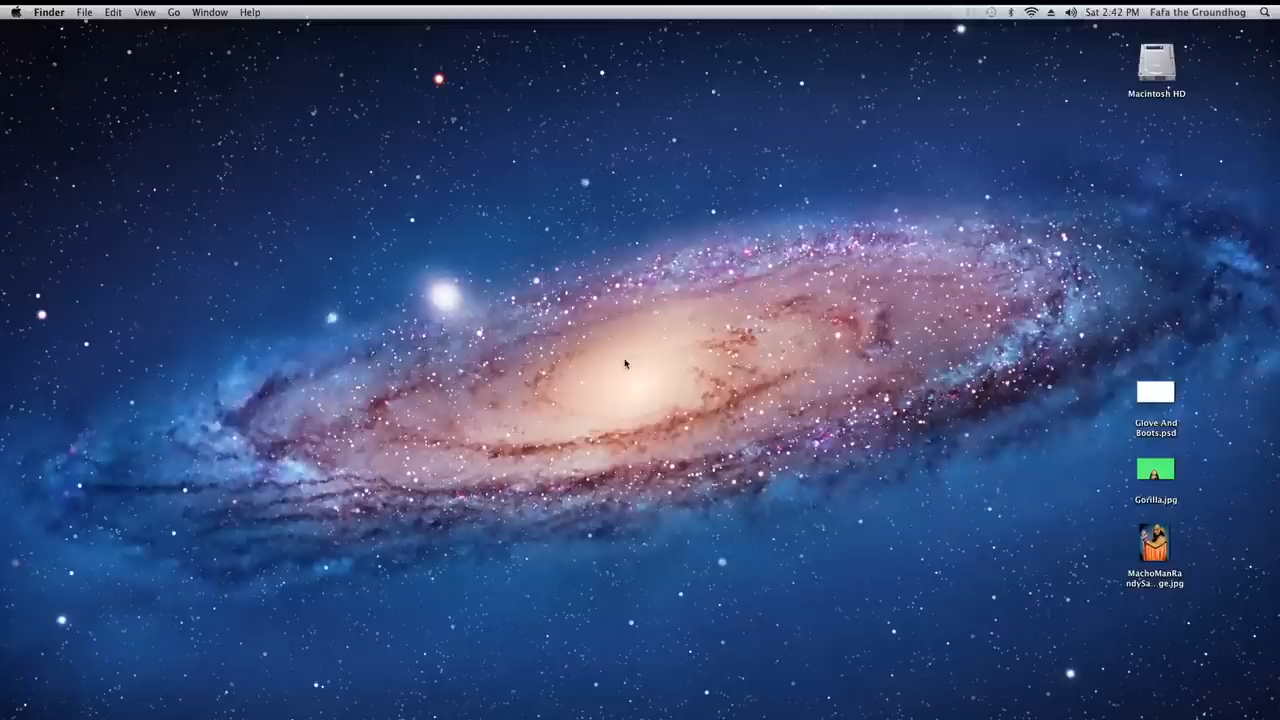 Finder File Edit View Go Window Help Sat 2:42 PM Fafa the Groundhog
Macintosh HD
Glove And
Boots.psd
Gorilla.jpg
MachoManRa
ndySa...ge.jpg